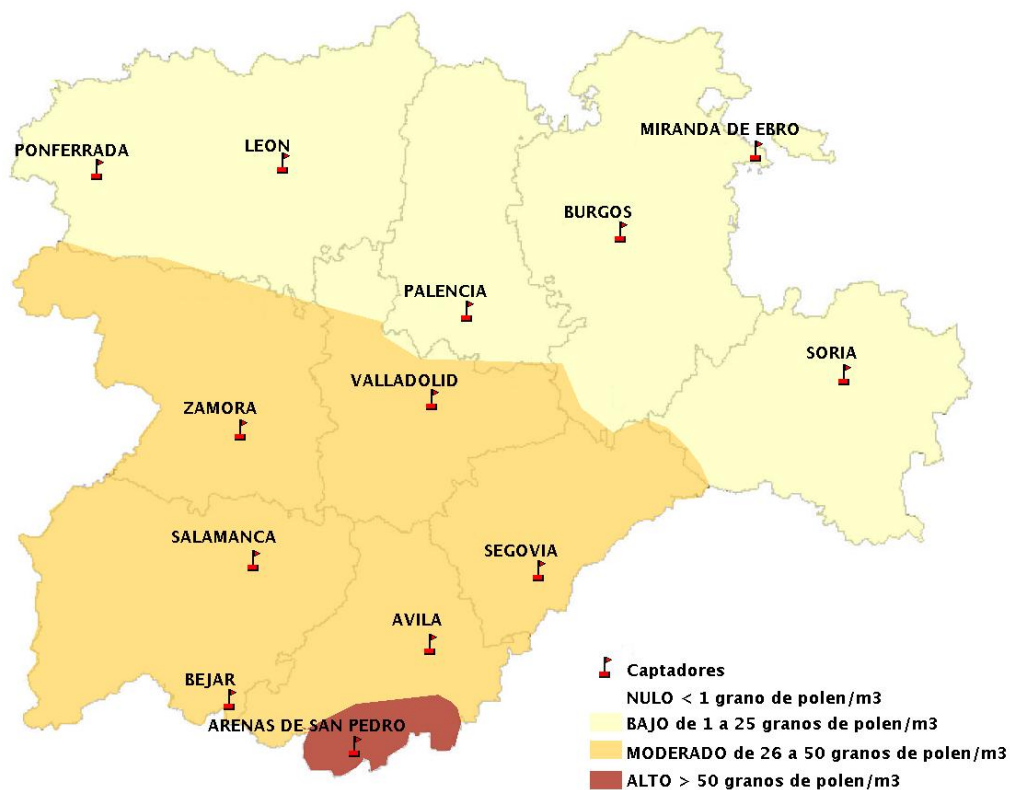 MIRANDA DE EBRO
PONFERRADA
LEON
BURGOS
PALENCIA
SORIA
VALLADOLID
ZAMORA
SALAMANCA
SEGOVIA
AVILA
BEJAR
ARENAS DE SAN PEDRO
Captadores
NULO < 1 grano de polen/m3
BAJO de 1 a 25 granos de polen/m3
MODERADO de 26 a 50 granos de polen/m3
ALTO > 50 granos de polen/m3